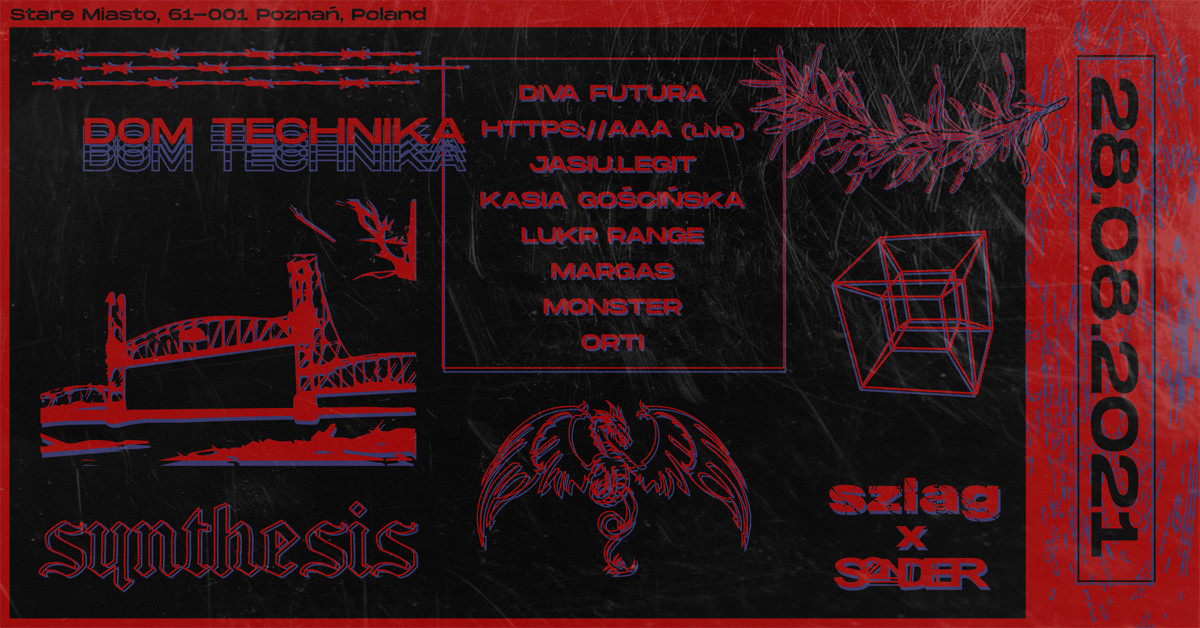 Stare Miasto, 61—001 Poznań, Poland
DOM TECHNIKA
DOM TECHNIKA
DIVA FUTURA
HTTPS://AAA (Live)
JASIU.LEGIT
KASIA GOŚCIŃSKA
LUKR RANGE
MARGAS
MONSTER
ORTI
synthesis
szlag
x
SONDER
28.08.2021